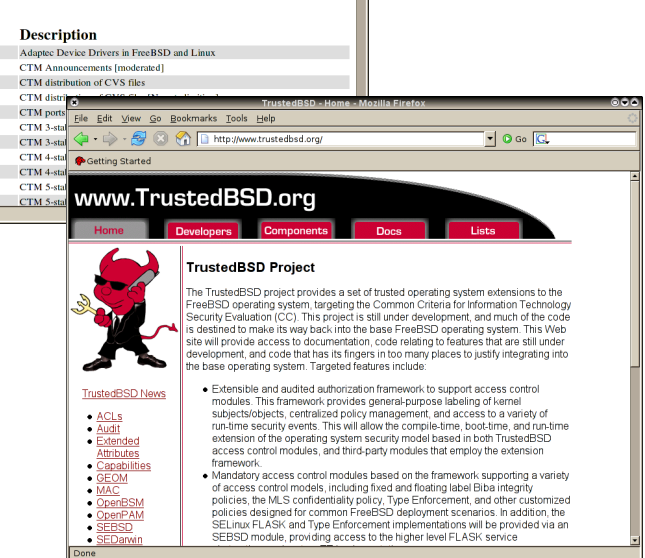 Description
Adaptec Device Drivers in FreeBSD and Linux
CTM Announcements [moderated]
CTM distribution of CVS files
CTM distri
CTM ports
CTM 3-stal
CTM 3-stal
CTM 4-stal
CTM 4-stal
CTM 5-stal
CTM 5-stal
TrustedBSD - Home - Mozilla Firefox
File Edit View Go Bookmarks Tools Help
http://www.trustedbsd.org/ Go G
Getting Started
www.TrustedBSD.org
Home Developers Components Docs Lists
TrustedBSD Project
The TrustedBSD project provides a set of trusted operating system extensions to the
FreeBSD operating system, targeting the Common Criteria for Information Technology
Security Evaluation (CC). This project is still under development, and much of the code
is destined to make its way back into the base FreeBSD operating system. This Web
site will provide access to documentation, code relating to features that are still under
development, and code that has its fingers in too many places to justify integrating into
the base operating system. Targeted features include:
Extensible and audited authorization framework to support access control
modules. This framework provides general-purpose labeling of kernel
subjects/objects, centralized policy management, and access to a variety of
run-time security events. This will allow the compile-time, boot-time, and run-time
extension of the operating system security model based in both TrustedBSD
access control modules, and third-party modules that employ the extension
framework.
Mandatory access control modules based on the framework supporting a variety
of access control models, including fixed and floating label Biba integrity
policies, the MLS confidentiality policy, Type Enforcement, and other customized
policies designed for common FreeBSD deployment scenarios. In addition, the
SELinux FLASK and Type Enforcement implementations will be provided via an
SEBSD module, providing access to the higher level FLASK service
TrustedBSD News
ACLs
Audit
Extended
Attributes
Capabilities
GEOM
MAC
OpenBSM
OpenPAM
SEBSD
SEDarwin
Done